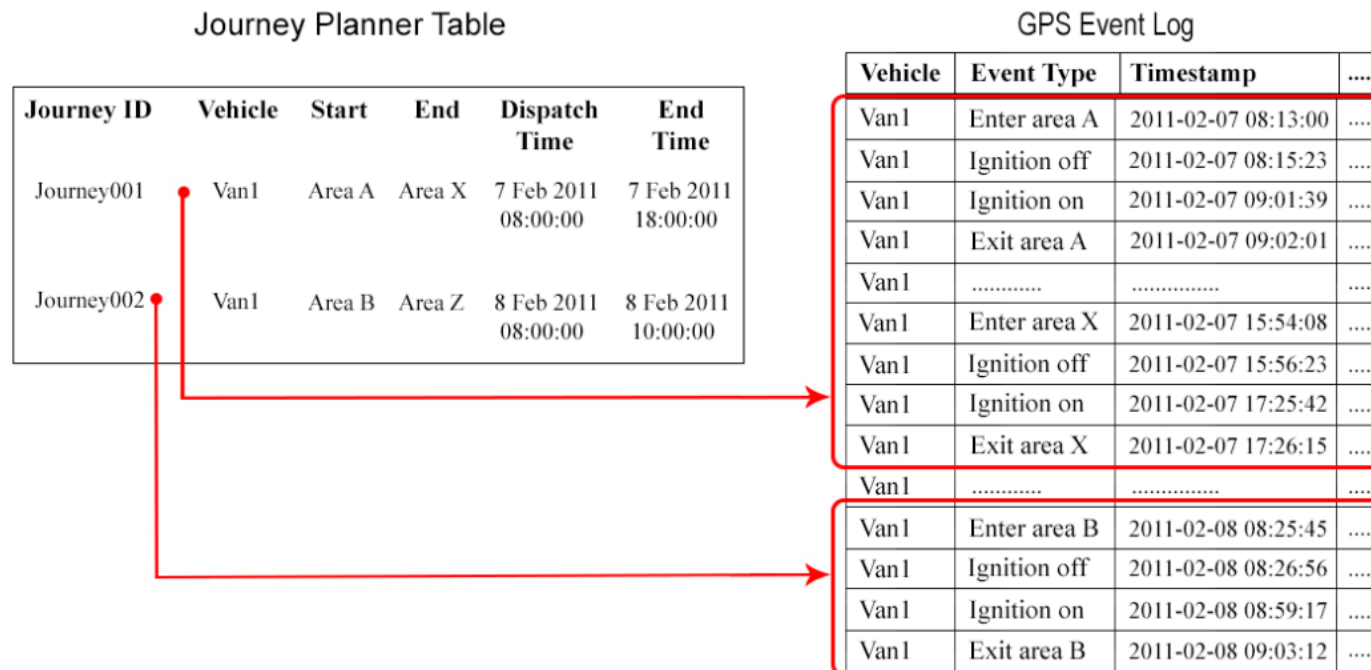 Journey Planner Table
Journey ID Vehicle Start End Dispatch Time End Time
Journey001 Van1 Area A Area X 7 Feb 2011 08:00:00 7 Feb 2011 18:00:00
Journey002 Van1 Area B Area Z 8 Feb 2011 08:00:00 8 Feb 2011 10:00:00
GPS Event Log
Vehicle Event Type Timestamp ....
Van1 Enter area A 2011-02-07 08:13:00 ....
Van1 Ignition off 2011-02-07 08:15:23 ....
Van1 Ignition on 2011-02-07 09:01:39 ....
Van1 Exit area A 2011-02-07 09:02:01 ....
Van1 ............ ............... ....
Van1 Enter area X 2011-02-07 15:54:08 ....
Van1 Ignition off 2011-02-07 15:56:23 ....
Van1 Ignition on 2011-02-07 17:25:42 ....
Van1 Exit area X 2011-02-07 17:26:15 ....
Van1 ............ ............... ....
Van1 Enter area B 2011-02-08 08:25:45 ....
Van1 Ignition off 2011-02-08 08:26:56 ....
Van1 Ignition on 2011-02-08 08:59:17 ....
Van1 Exit area B 2011-02-08 09:03:12 ....